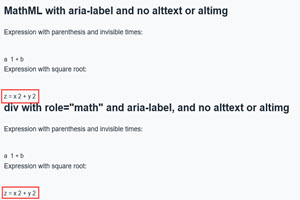 MathML with aria-label and no alttext or altimg
Expression with parenthesis and invisible times:
a 1 + b
Expression with square root:
z = x 2 + y 2
div with role="math" and aria-label, and no alttext or altimg
Expression with parenthesis and invisible times:
a 1 + b
Expression with square root:
z = x 2 + y 2